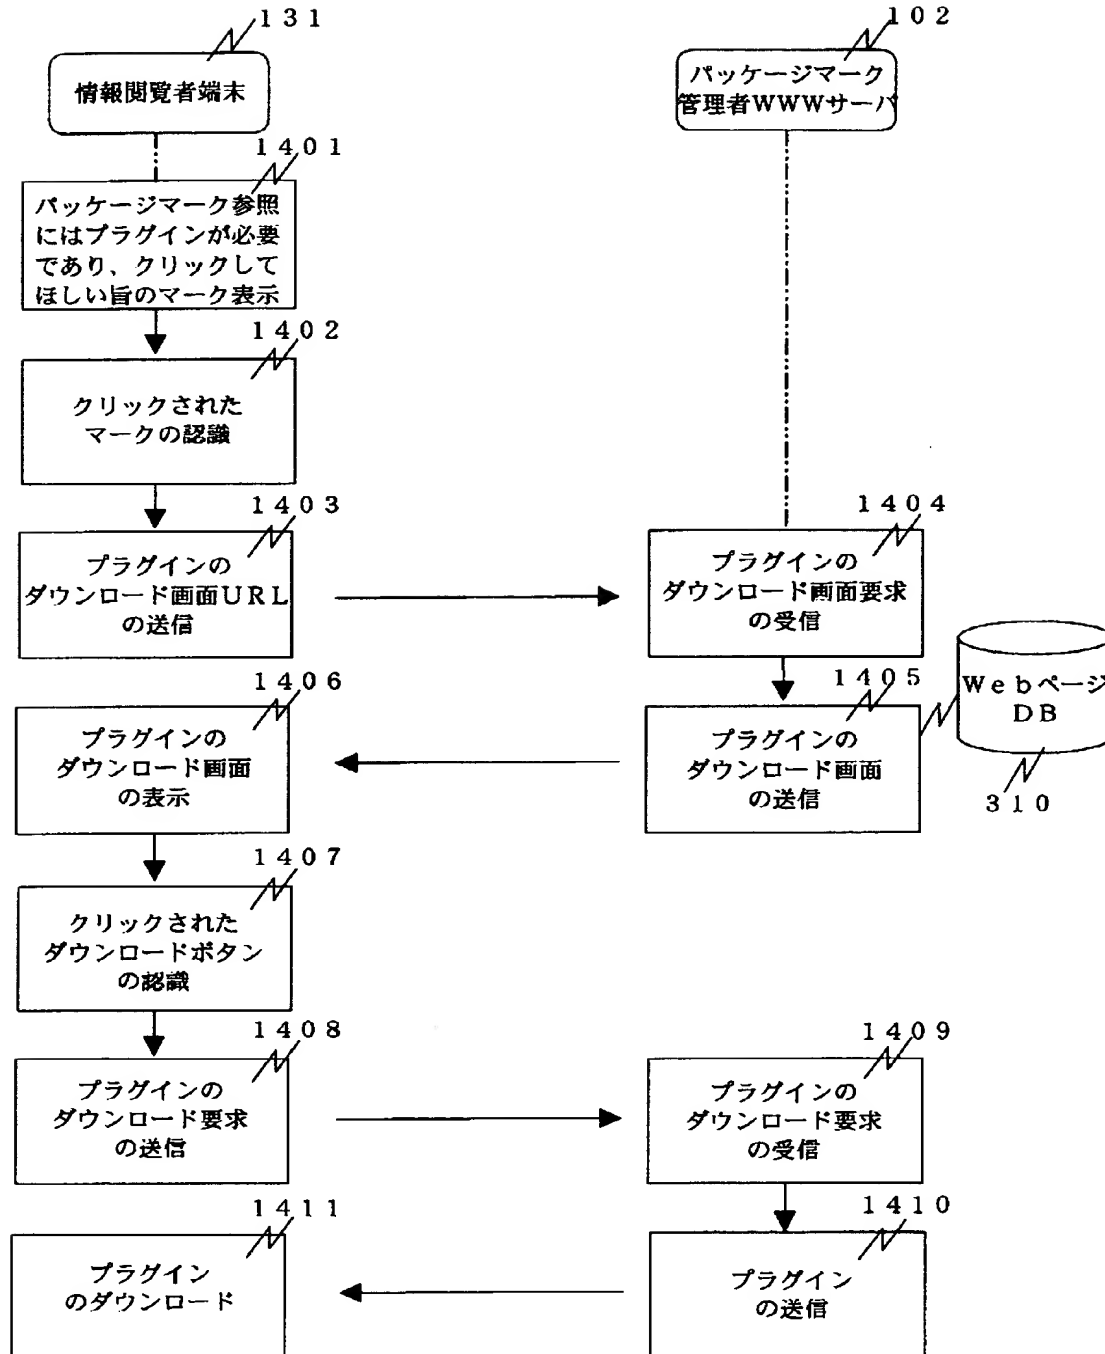 １３１
情報閲覧者端末
１０２
パッケージマーク
管理者ＷＷＷサーバ
１４０１
パッケージマーク参照
にはプラグインが必要
であり、クリックして
ほしい旨のマーク表示
１４０２
クリックされた
マークの認識
１４０３
プラグインの
ダウンロード画面ＵＲＬ
の送信
１４０４
プラグインの
ダウンロード画面要求
の受信
１４０５
プラグインの
ダウンロード画面
の送信
Ｗｅｂページ
ＤＢ
３１０
１４０６
プラグインの
ダウンロード画面
の表示
１４０７
クリックされた
ダウンロードボタン
の認識
１４０８
プラグインの
ダウンロード要求
の送信
１４０９
プラグインの
ダウンロード要求
の受信
１４１０
プラグイン
の送信
１４１１
プラグイン
のダウンロード